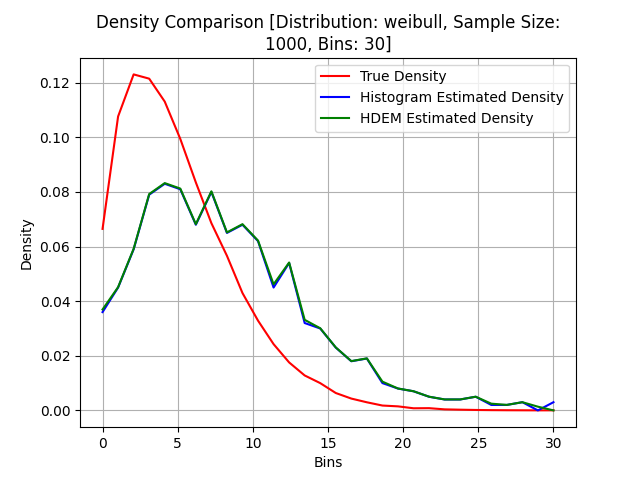 Density Comparison [Distribution: weibull, Sample Size:
1000, Bins: 30]
True Density
Histogram Estimated Density
HDEM Estimated Density
Density
0.12
0.10
0.08
0.06
0.04
0.02
0.00
0 5 10 15 20 25 30
Bins